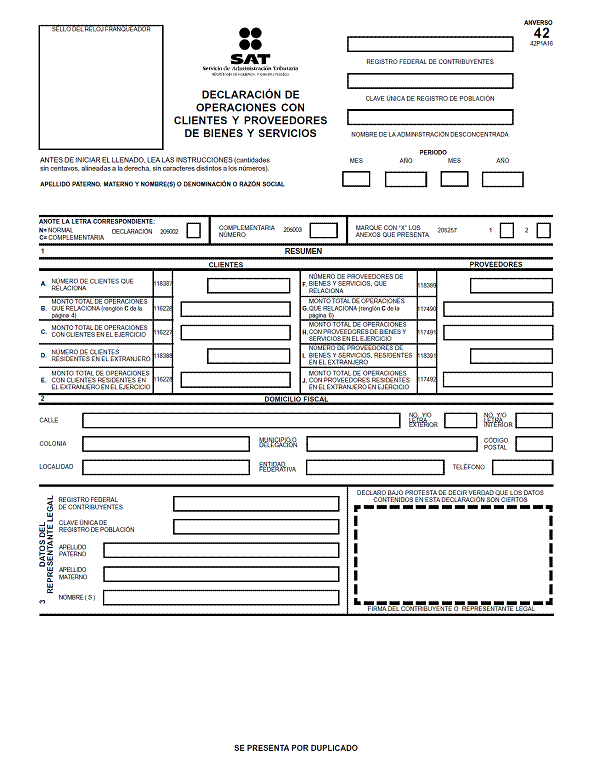 ANVERSO
SELLO DEL RELOJ FRANQUEADOR
42
42P1A16
SAT
Servicio de Administración Tributaria
SECRETARÍA DE HACIENDA Y CRÉDITO PÚBLICO
REGISTRO FEDERAL DE CONTRIBUYENTES
DECLARACIÓN DE
OPERACIONES CON
CLIENTES Y PROVEEDORES
DE BIENES Y SERVICIOS
CLAVE ÚNICA DE REGISTRO DE POBLACIÓN
NOMBRE DE LA ADMINISTRACIÓN DESCONCENTRADA
PERIODO
MES AÑO MES AÑO
ANTES DE INICIAR EL LLENADO, LEA LAS INSTRUCCIONES (cantidades
sin centavos, alineadas a la derecha, sin caracteres distintos a los números).
APELLIDO PATERNO, MATERNO Y NOMBRE(S) O DENOMINACIÓN O RAZÓN SOCIAL
ANOTE LA LETRA CORRESPONDIENTE:
N= NORMAL
C= COMPLEMENTARIA
DECLARACIÓN 205002
COMPLEMENTARIA
NÚMERO
205003
MARQUE CON "X" LOS
ANEXOS QUE PRESENTA
205257
1
2
1 RESUMEN
CLIENTES
PROVEEDORES
A. NÚMERO DE CLIENTES QUE
RELACIONA
118387
F. NÚMERO DE PROVEEDORES DE
BIENES Y SERVICIOS, QUE
RELACIONA
118389
B. MONTO TOTAL DE OPERACIONES
QUE RELACIONA (renglón C de la
página 4)
116226
G. MONTO TOTAL DE OPERACIONES
QUE RELACIONA (renglón C de la
página 6)
117490
C. MONTO TOTAL DE OPERACIONES
CON CLIENTES EN EL EJERCICIO
116227
H. MONTO TOTAL DE OPERACIONES
CON PROVEEDORES DE BIENES Y
SERVICIOS EN EL EJERCICIO
117491
D. NÚMERO DE CLIENTES
RESIDENTES EN EL EXTRANJERO
118388
I. NÚMERO DE PROVEEDORES DE
BIENES Y SERVICIOS, RESIDENTES
EN EL EXTRANJERO
118391
E. MONTO TOTAL DE OPERACIONES
CON CLIENTES RESIDENTES EN
EL EXTRANJERO EN EL EJERCICIO
116228
J. MONTO TOTAL DE OPERACIONES
CON PROVEEDORES RESIDENTES
EN EL EXTRANJERO EN EJERCICIO
117492
2 DOMICILIO FISCAL
CALLE
NO. Y/O
LETRA
EXTERIOR
NO. Y/O
LETRA
INTERIOR
COLONIA
MUNICIPIO O
DELEGACIÓN
CÓDIGO
POSTAL
LOCALIDAD
ENTIDAD
FEDERATIVA
TELÉFONO
3 DATOS DEL
REPRESENTANTE LEGAL
REGISTRO FEDERAL
DE CONTRIBUYENTES
CLAVE ÚNICA DE
REGISTRO DE POBLACIÓN
APELLIDO
PATERNO
APELLIDO
MATERNO
NOMBRE ( S )
DECLARO BAJO PROTESTA DE DECIR VERDAD QUE LOS DATOS
CONTENIDOS EN ESTA DECLARACIÓN SON CIERTOS
FIRMA DEL CONTRIBUYENTE O REPRESENTANTE LEGAL
SE PRESENTA POR DUPLICADO